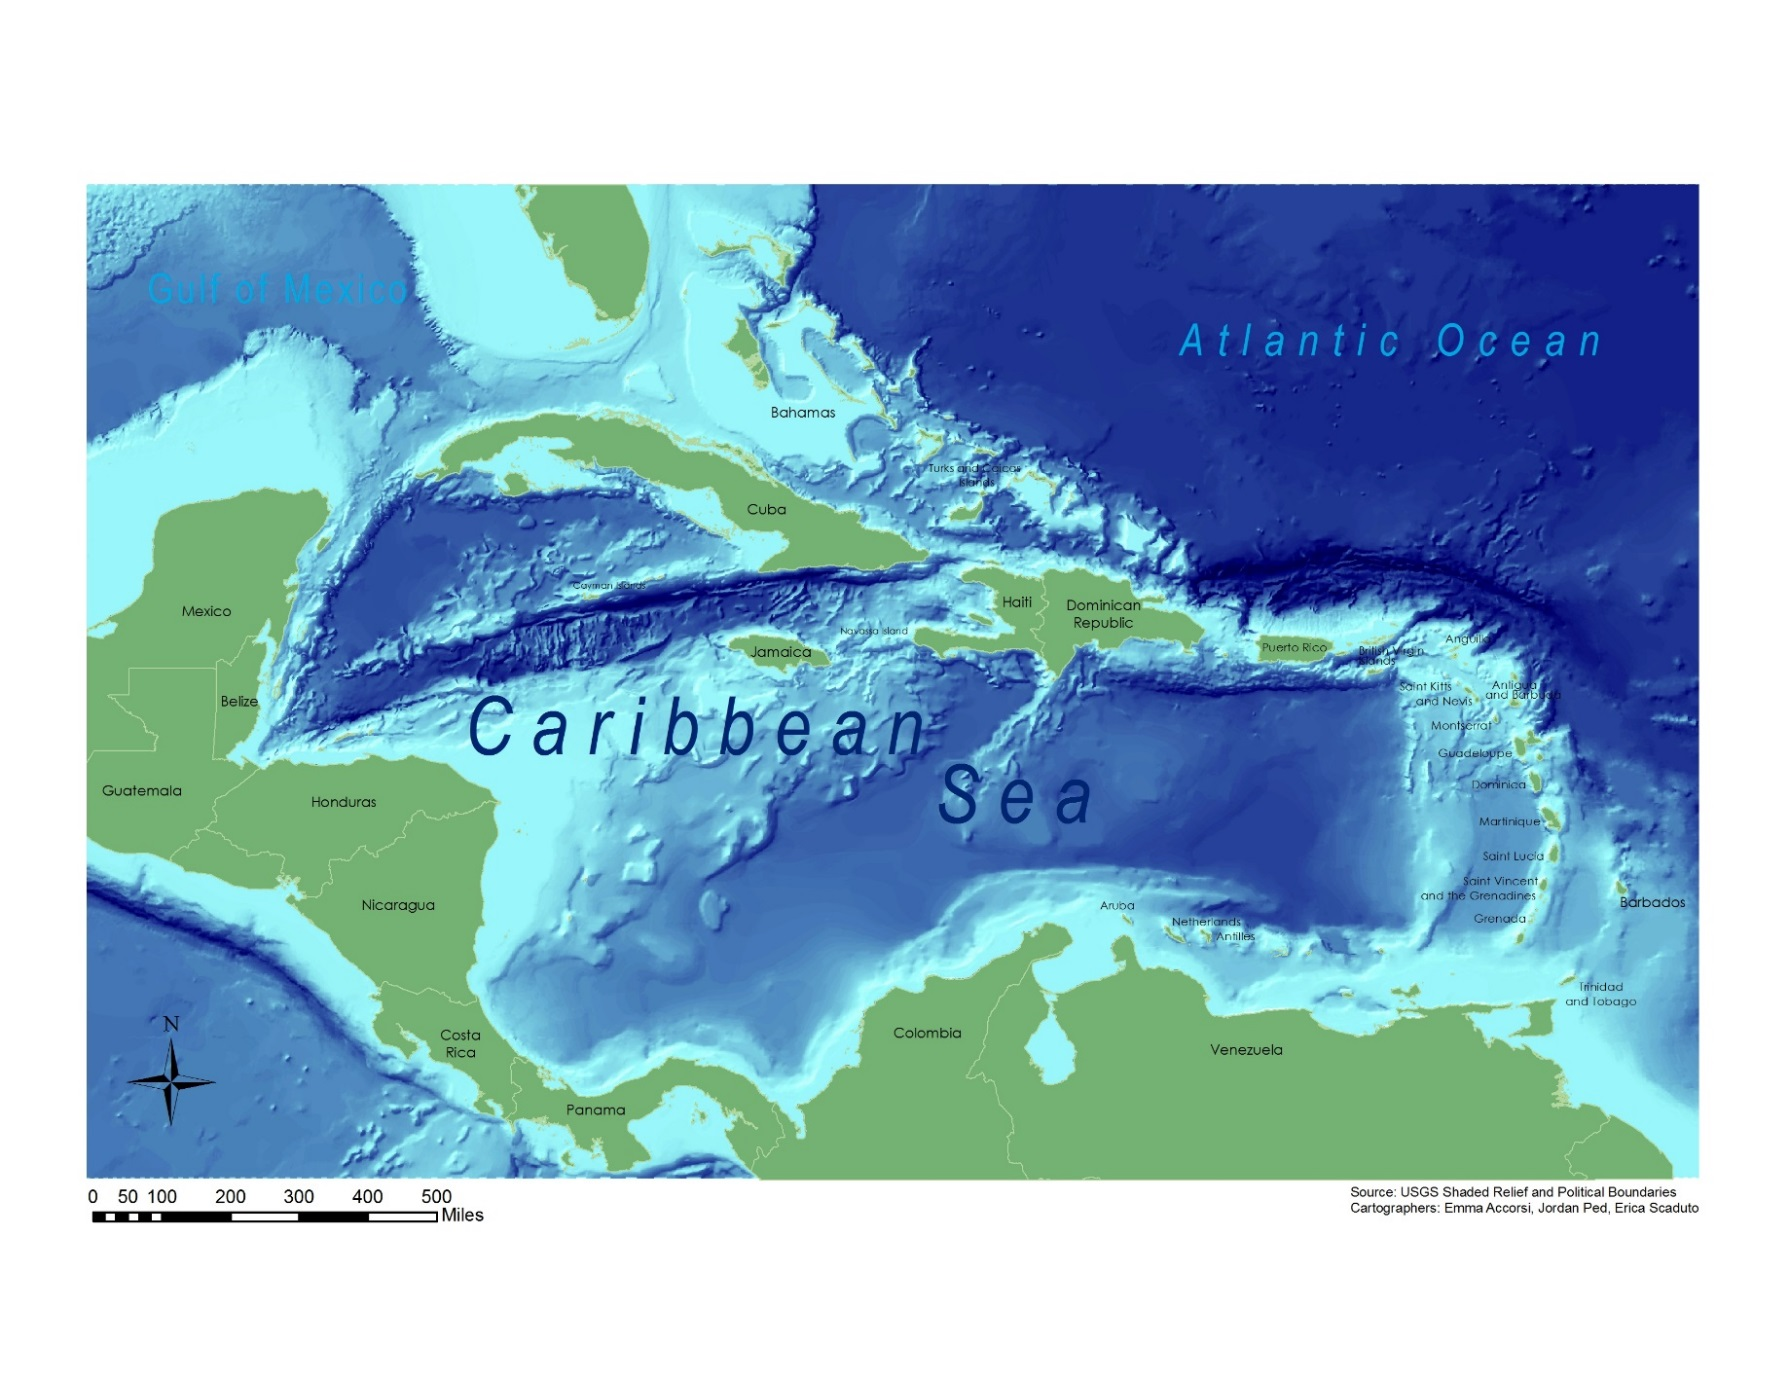 Gulf of Mexico
Atlantic Ocean
Bahamas
Turks and Caicos
Islands
Cuba
Cayman Islands
Mexico
Haiti
Dominican
Republic
Navassa Island
Jamaica
Puerto Rico
British Virgin
Islands
Anguilla
Belize
Saint Kitts
and Nevis
Antigua
and Barbuda
Caribbean
Sea
Montserrat
Guadeloupe
Dominica
Guatemala
Honduras
Martinique
Saint Lucia
Saint Vincent
and the Grenadines
Barbados
Nicaragua
Aruba
Grenada
Netherlands
Antilles
Trinidad
and Tobago
N
Costa
Rica
Colombia
Venezuela
Panama
0 50 100 200 300 400 500
Miles
Source: USGS Shaded Relief and Political Boundaries
Cartographers: Emma Accorsi, Jordan Ped, Erica Scaduto